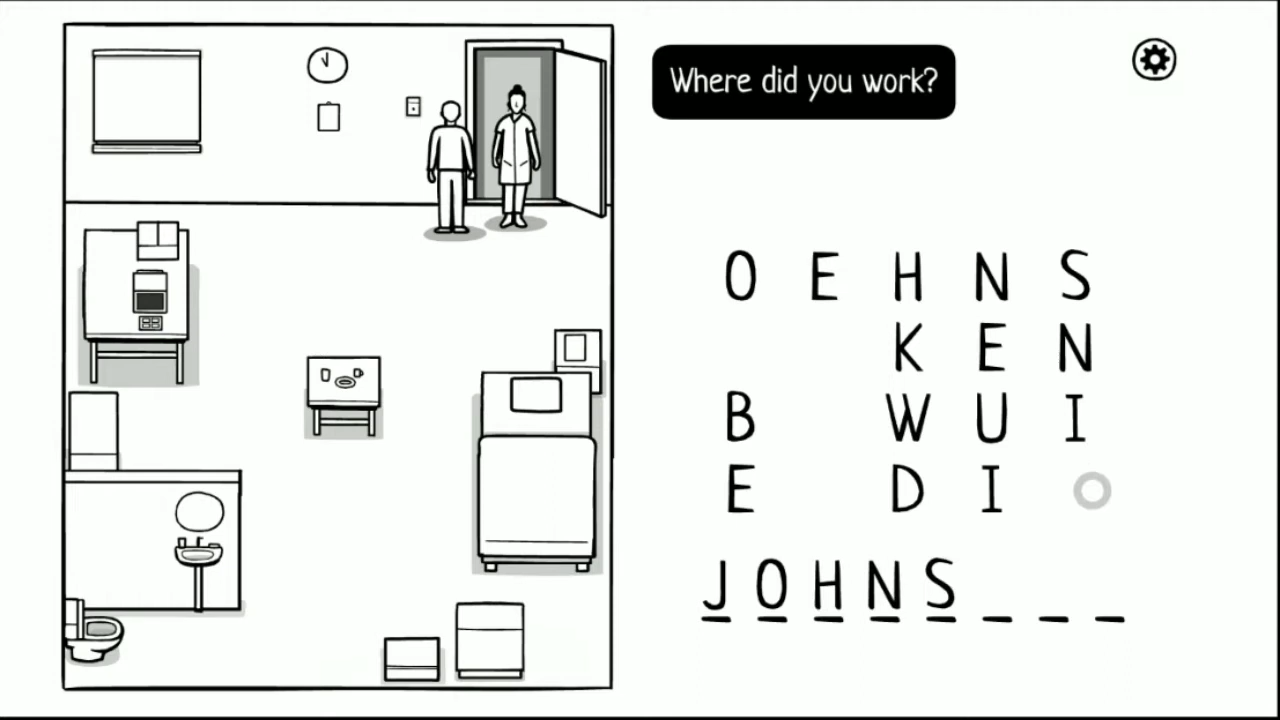 Where did you work?
O E H N S
K E N
B W U I
E D I
J O H N S _ _ _